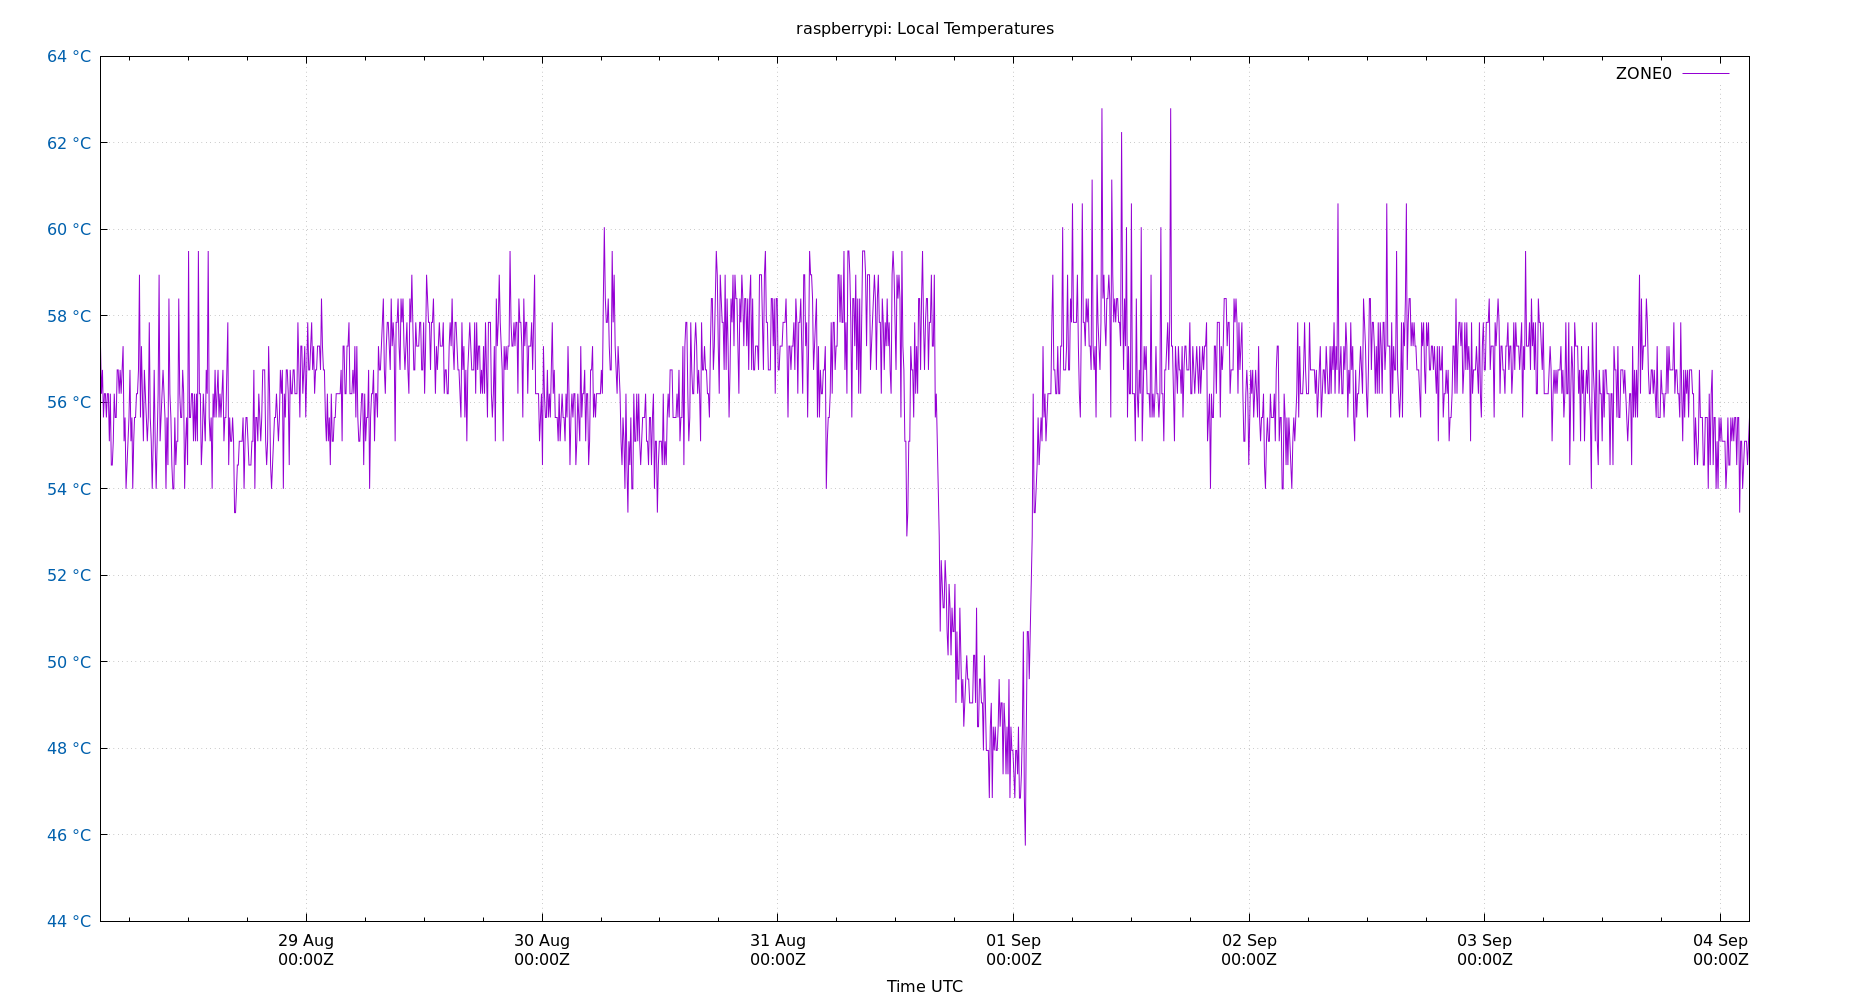 raspberrypi: Local Temperatures
64 °C
ZONE0
62 °C
60 °C
58 °C
56 °C
54 °C
52 °C
50 °C
48 °C
46 °C
44 °C
29 Aug 30 Aug 31 Aug 01 Sep 02 Sep 03 Sep 04 Sep
00:00Z 00:00Z 00:00Z 00:00Z 00:00Z 00:00Z 00:00Z
Time UTC